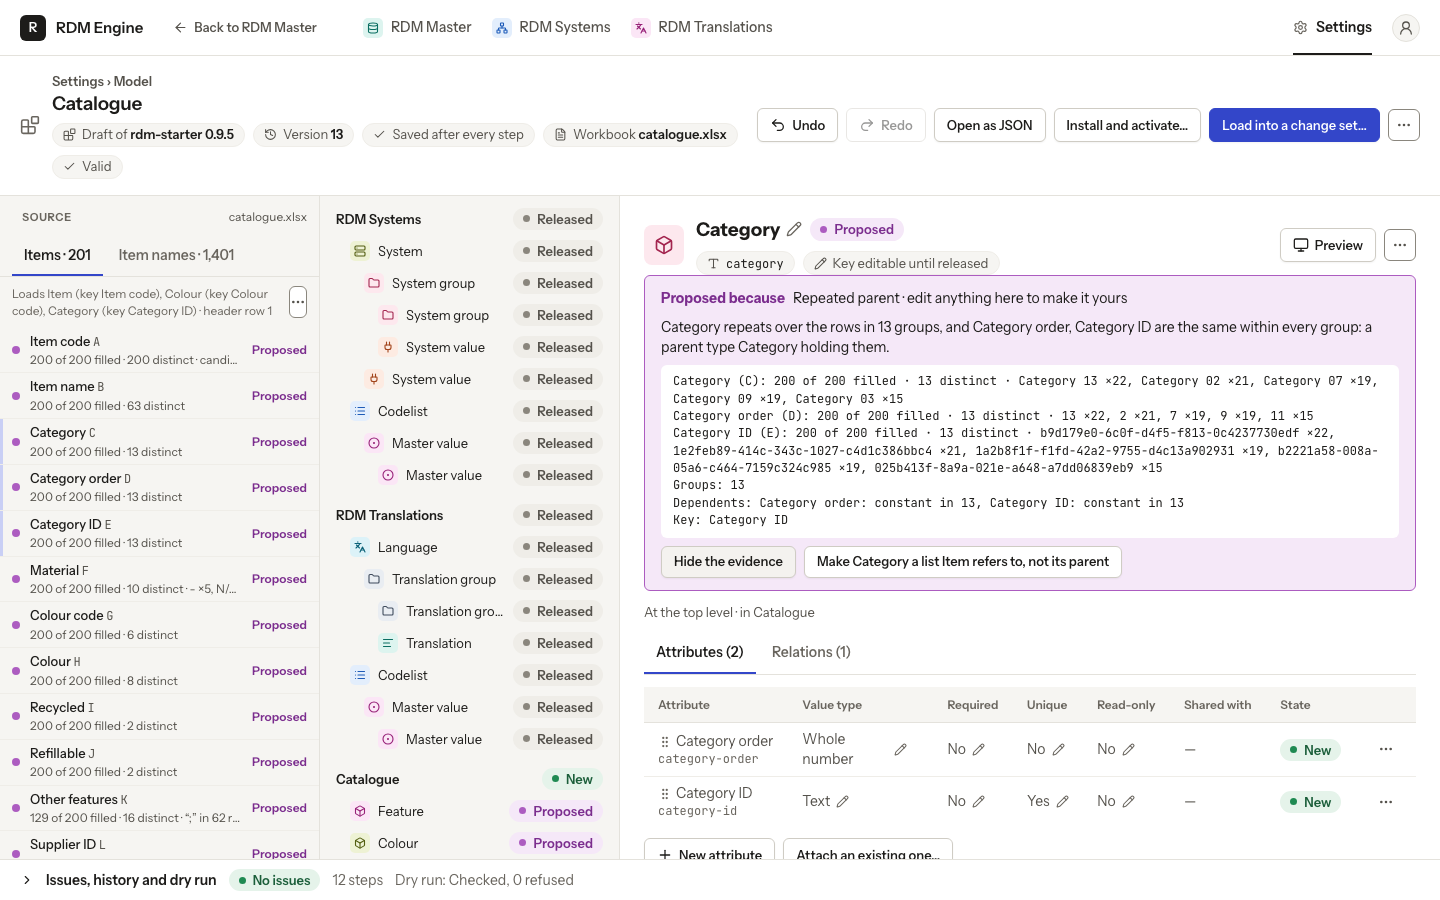 R RDM Engine
Back to RDM Master
RDM Master
RDM Systems
RDM Translations
Settings
Settings › Model
Catalogue
Draft of rdm-starter 0.9.5
Version 13
Saved after every step
Workbook catalogue.xlsx
Valid
Undo
Redo
Open as JSON
Install and activate...
Load into a change set...
SOURCE
catalogue.xlsx
Items · 201
Item names · 1,401
Loads Item (key Item code), Colour (key Colour
code), Category (key Category ID) · header row 1
Item code A
200 of 200 filled · 200 distinct · candi...
Proposed
Item name B
200 of 200 filled · 63 distinct
Proposed
Category C
200 of 200 filled · 13 distinct
Proposed
Category order D
200 of 200 filled · 13 distinct
Proposed
Category ID E
200 of 200 filled · 13 distinct
Proposed
Material F
200 of 200 filled · 10 distinct · - ×5, N/...
Proposed
Colour code G
200 of 200 filled · 6 distinct
Proposed
Colour H
200 of 200 filled · 8 distinct
Proposed
Recycled I
200 of 200 filled · 2 distinct
Proposed
Refillable J
200 of 200 filled · 2 distinct
Proposed
Other features K
129 of 200 filled · 16 distinct · “;” in 62 r...
Proposed
Supplier ID L
Proposed
RDM Systems Released
System Released
System group Released
System group Released
System value Released
System value Released
Codelist Released
Master value Released
Master value Released
RDM Translations Released
Language Released
Translation group Released
Translation gro... Released
Translation Released
Codelist Released
Master value Released
Master value Released
Catalogue New
Feature Proposed
Colour Proposed
Category
Proposed
category
Key editable until released
Preview
Proposed because Repeated parent · edit anything here to make it yours
Category repeats over the rows in 13 groups, and Category order, Category ID are the same within every group: a
parent type Category holding them.
Category (C): 200 of 200 filled · 13 distinct · Category 13 ×22, Category 02 ×21, Category 07 ×19,
Category 09 ×19, Category 03 ×15
Category order (D): 200 of 200 filled · 13 distinct · 13 ×22, 2 ×21, 7 ×19, 9 ×19, 11 ×15
Category ID (E): 200 of 200 filled · 13 distinct · b9d179e0-6c0f-d4f5-f813-0c4237730edf ×22,
1e2feb89-414c-343c-1027-c4d1c386bbc4 ×21, 1a2b8f1f-f1fd-42a2-9755-d4c13a902931 ×19, b2221a58-008a-
05a6-c464-7159c324c985 ×19, 025b413f-8a9a-021e-a648-a7dd06839eb9 ×15
Groups: 13
Dependents: Category order: constant in 13, Category ID: constant in 13
Key: Category ID
Hide the evidence
Make Category a list Item refers to, not its parent
At the top level · in Catalogue
Attributes (2)
Relations (1)
Attribute Value type Required Unique Read-only Shared with State
Category order
category-order
Whole
number
No No No — New
Category ID
category-id
Text No Yes No — New
New attribute
Attach an existing one...
Issues, history and dry run
No issues
12 steps
Dry run: Checked, 0 refused